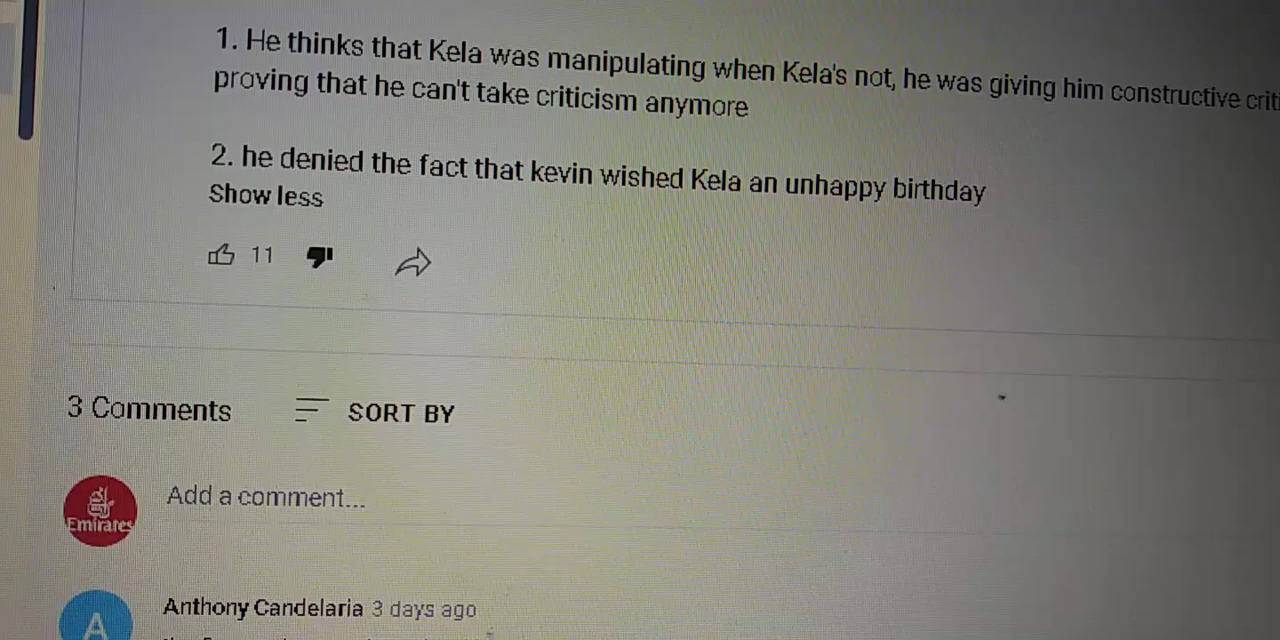 1. He thinks that Kela was manipulating when Kela's not, he was giving him constructive crit
proving that he can't take criticism anymore
2. he denied the fact that kevin wished Kela an unhappy birthday
Show less
11
3 Comments SORT BY
Emirates
Add a comment...
A
Anthony Candelaria 3 days ago